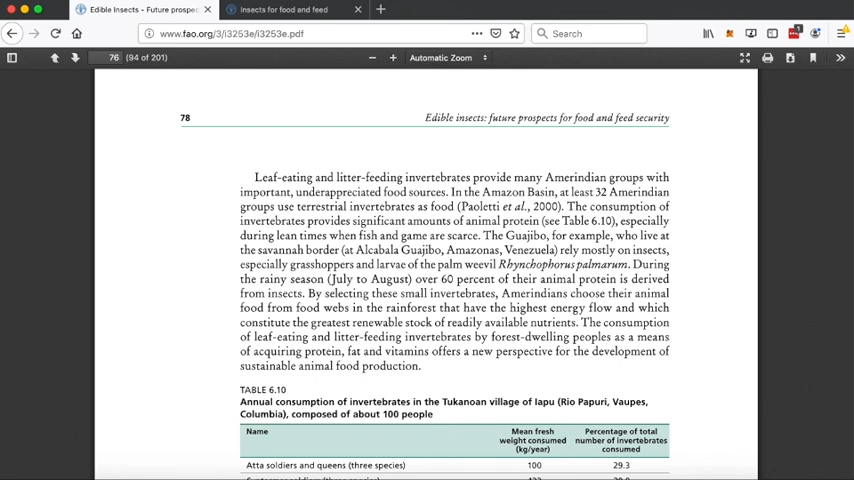 Edible Insects - Future prospec
Insects for food and feed
www.fao.org/3/i3253e/i3253e.pdf
Search
1
76 (94 of 201)
Automatic Zoom
78
Edible insects: future prospects for food and feed security
Leaf-eating and litter-feeding invertebrates provide many Amerindian groups with
important, underappreciated food sources. In the Amazon Basin, at least 32 Amerindian
groups use terrestrial invertebrates as food (Paoletti et al., 2000). The consumption of
invertebrates provides significant amounts of animal protein (see Table 6.10), especially
during lean times when fish and game are scarce. The Guajibo, for example, who live at
the savannah border (at Alcabala Guajibo, Amazonas, Venezuela) rely mostly on insects,
especially grasshoppers and larvae of the palm weevil Rhynchophorus palmarum. During
the rainy season (July to August) over 60 percent of their animal protein is derived
from insects. By selecting these small invertebrates, Amerindians choose their animal
food from food webs in the rainforest that have the highest energy flow and which
constitute the greatest renewable stock of readily available nutrients. The consumption
of leaf-eating and litter-feeding invertebrates by forest-dwelling peoples as a means
of acquiring protein, fat and vitamins offers a new perspective for the development of
sustainable animal food production.
TABLE 6.10
Annual consumption of invertebrates in the Tukanoan village of Iapu (Rio Papuri, Vaupes,
Columbia), composed of about 100 people
Name
Mean fresh
weight consumed
(kg/year)
Percentage of total
number of invertebrates
consumed
Atta soldiers and queens (three species) 100 29.3